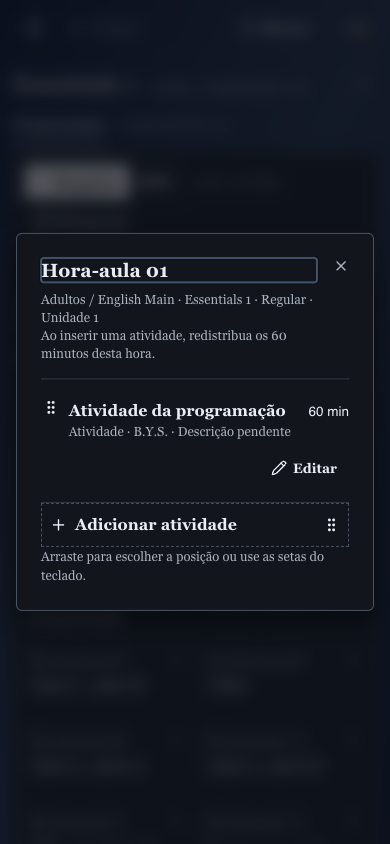 Hora-aula 01
Adultos / English Main · Essentials 1 · Regular ·
Unidade 1
Ao inserir uma atividade, redistribua os 60
minutos desta hora.
Atividade da programação 60 min
Atividade · B.Y.S. · Descrição pendente
Editar
Adicionar atividade
Arraste para escolher a posição ou use as setas do
teclado.